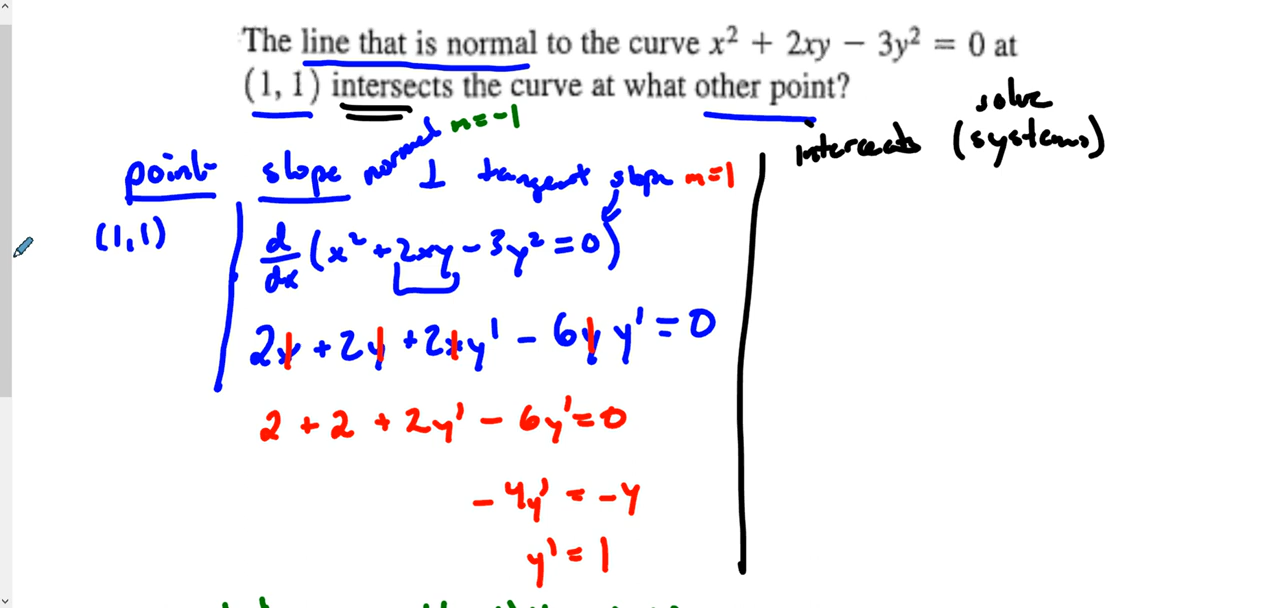 The line that is normal to the curve x² + 2xy − 3y² = 0 at
(1, 1) intersects the curve at what other point?
solve
intersects (systems)
normal m=-1
point slope ⊥ tangent slope m=1
(1,1)
d/dx (x² + 2xy - 3y² = 0)
2x + 2y + 2xy' - 6y y' = 0
2 + 2 + 2y' - 6y' = 0
-4y' = -4
y' = 1